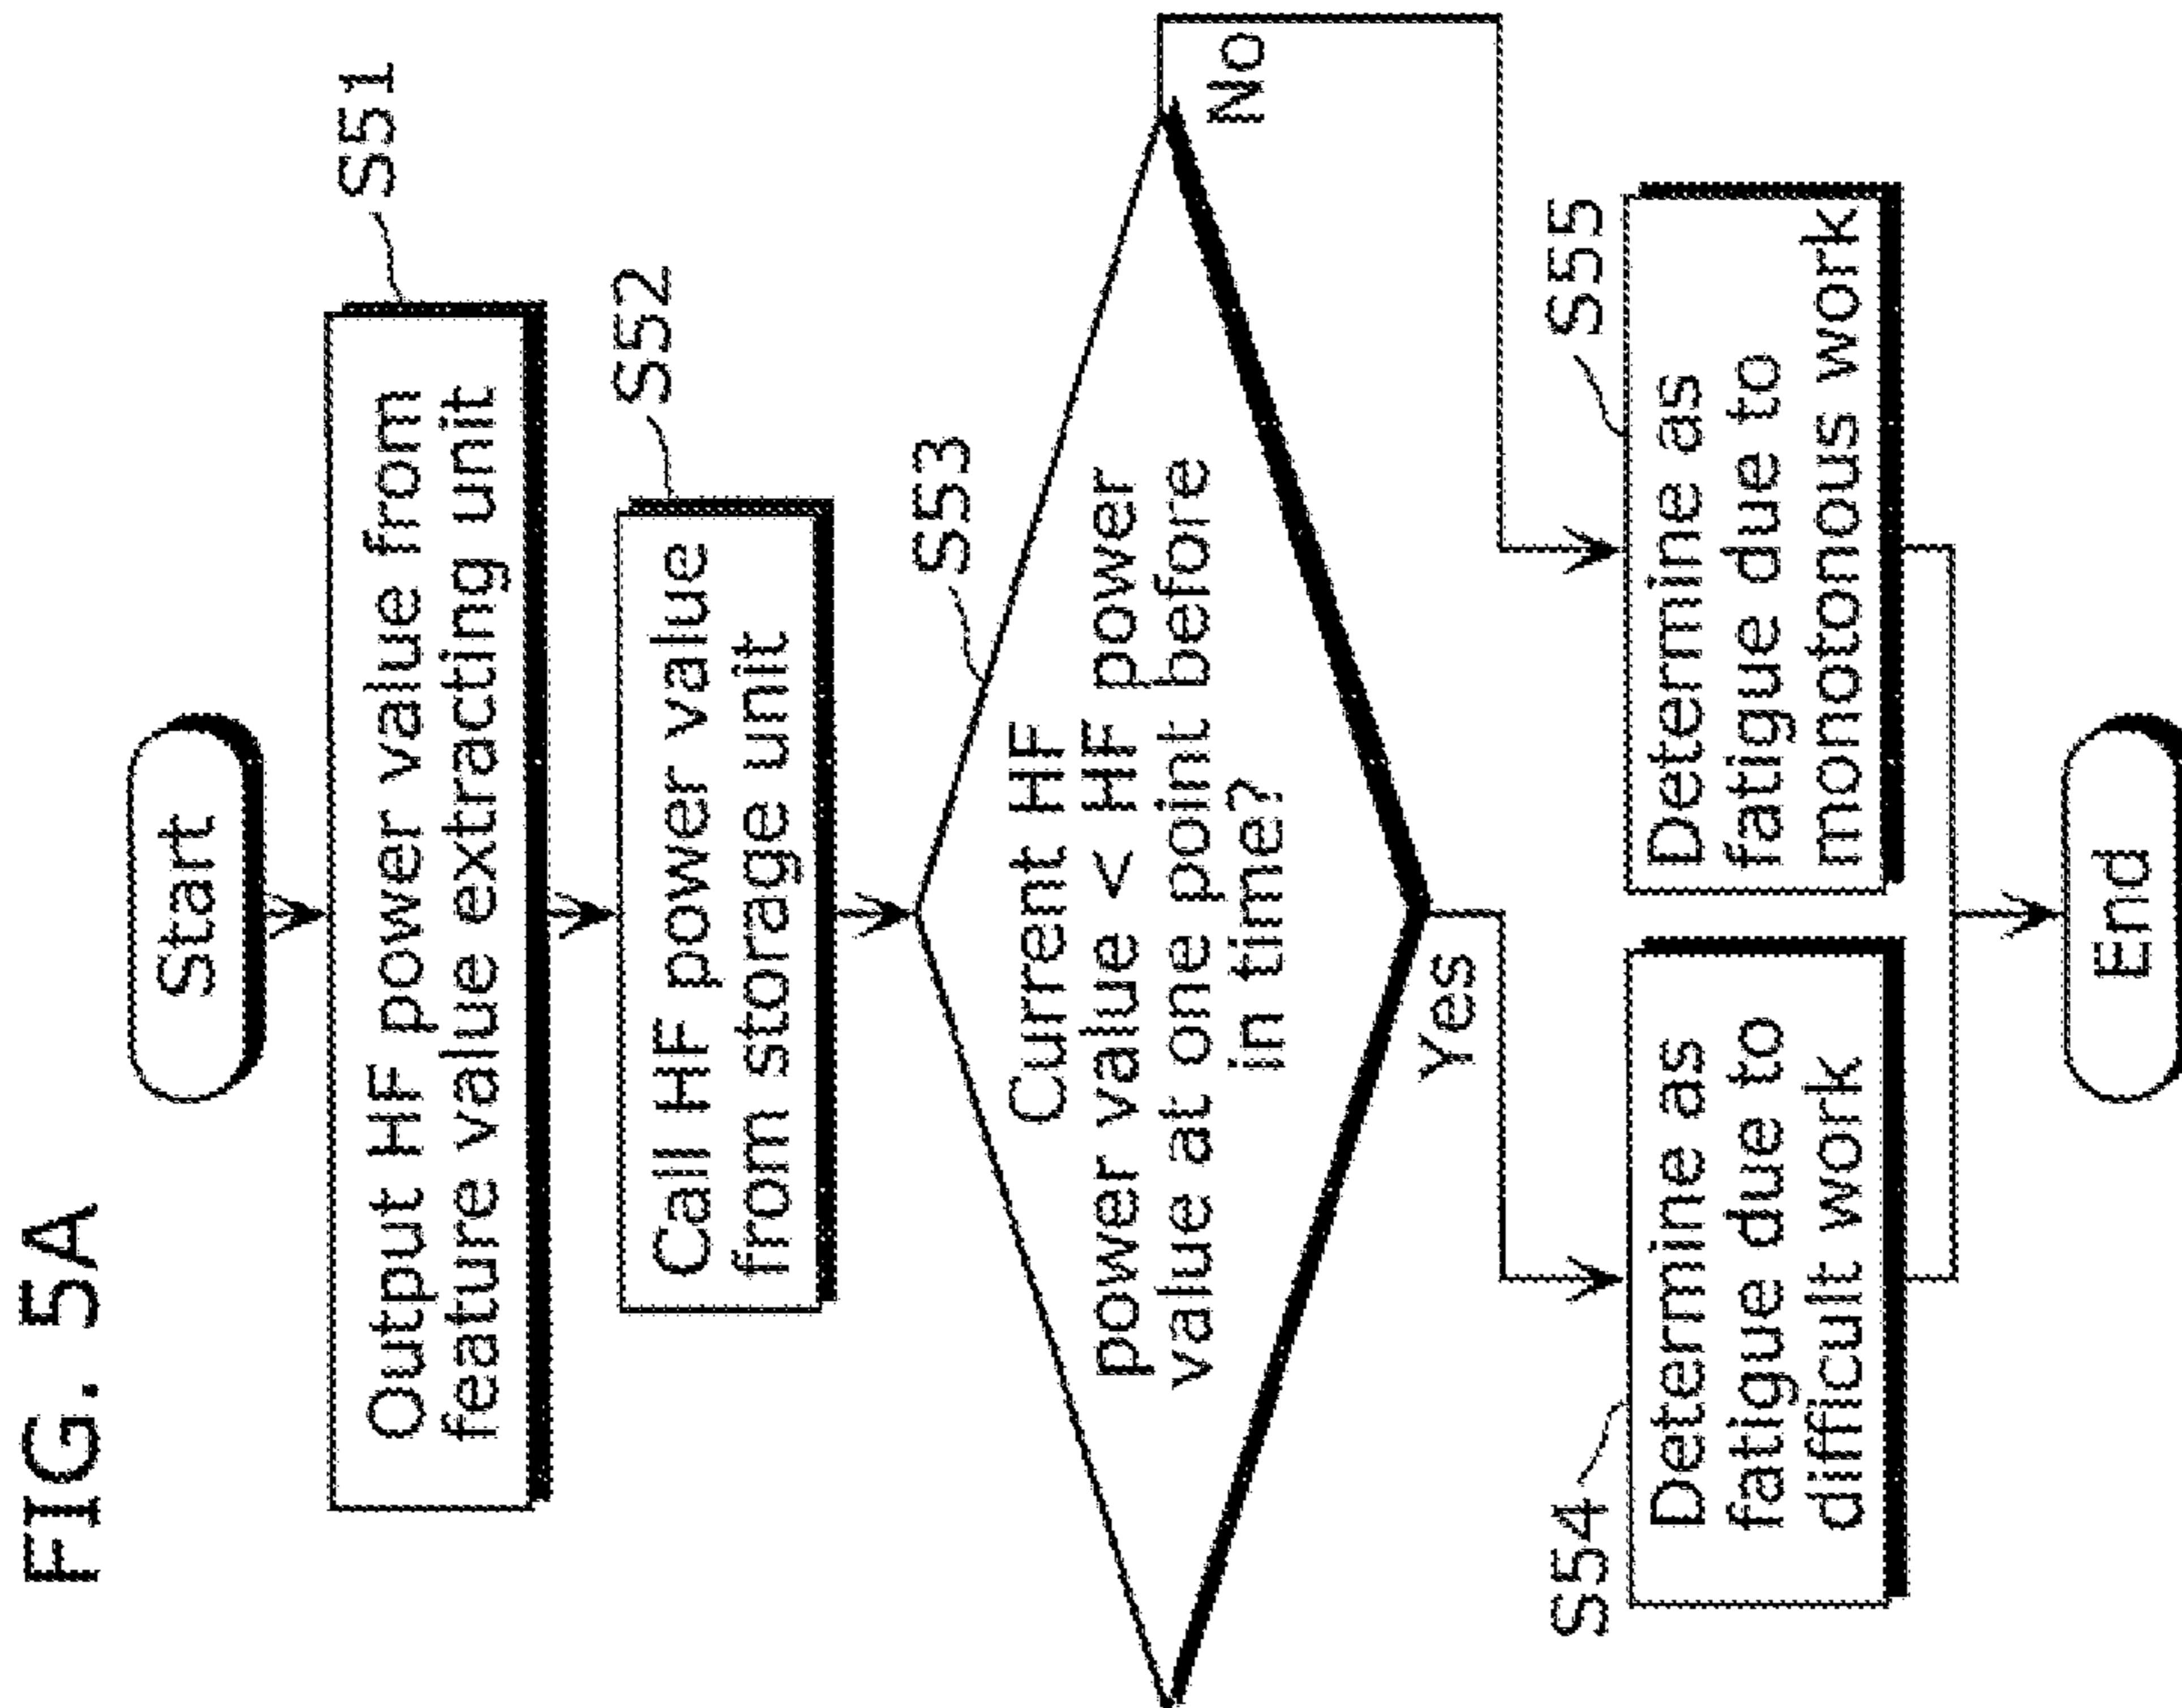 FIG. 5A
Start
S51
Output HF power value from
feature value extracting unit
S52
Call HF power value
from storage unit
S53
Current HF
power value < HF power
value at one point before
in time?
Yes
No
S54
Determine as
fatigue due to
difficult work
S55
Determine as
fatigue due to
monotonous work
End